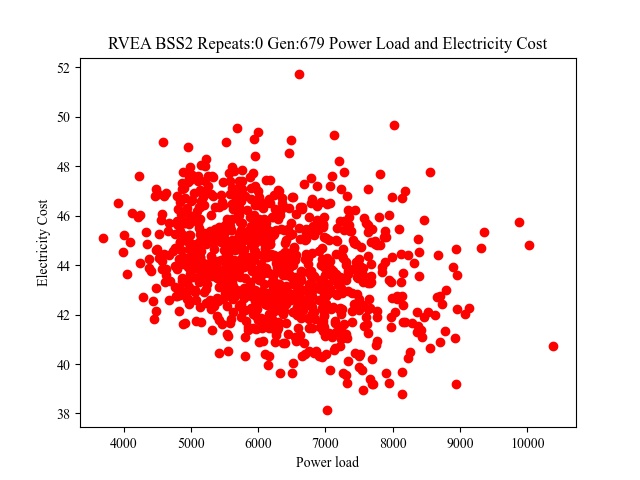 RVEA BSS2 Repeats:0 Gen:679 Power Load and Electricity Cost
52
50
48
46
44
42
40
38
Electricity Cost
4000 5000 6000 7000 8000 9000 10000
Power load